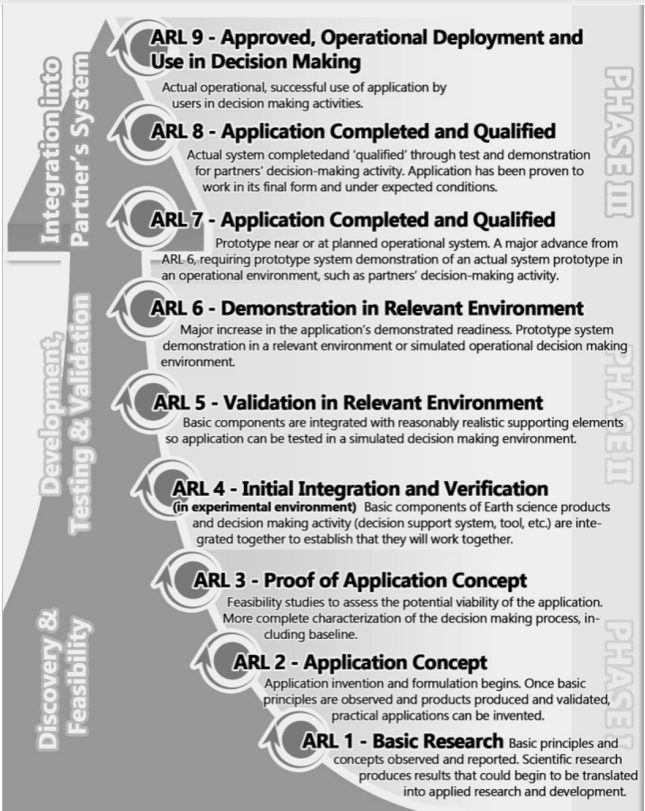 ARL 9 - Approved, Operational Deployment and
Use in Decision Making
Actual operational, successful use of application by
users in decision making activities.
ARL 8 - Application Completed and Qualified
Actual system completedand 'qualified' through test and demonstration
for partners' decision-making activity. Application has been proven to
work in its final form and under expected conditions.
ARL 7 - Application Completed and Qualified
Prototype near or at planned operational system. A major advance from
ARL 6, requiring prototype system demonstration of an actual system prototype in
an operational environment, such as partners' decision-making activity.
Integration into
Partner's System
PHASE III
ARL 6 - Demonstration in Relevant Environment
Major increase in the application's demonstrated readiness. Prototype system
demonstration in a relevant environment or simulated operational decision making
environment.
ARL 5 - Validation in Relevant Environment
Basic components are integrated with reasonably realistic supporting elements
so application can be tested in a simulated decision making environment.
ARL 4 - Initial Integration and Verification
(in experimental environment) Basic components of Earth science products
and decision making activity (decision support system, tool, etc.) are inte-
grated together to establish that they will work together.
Development,
Testing & Validation
PHASE II
ARL 3 - Proof of Application Concept
Feasibility studies to assess the potential viability of the application.
More complete characterization of the decision making process, in-
cluding baseline.
ARL 2 - Application Concept
Application invention and formulation begins. Once basic
principles are observed and products produced and validated,
practical applications can be invented.
ARL 1 - Basic Research Basic principles and
concepts observed and reported. Scientific research
produces results that could begin to be translated
into applied research and development.
Discovery &
Feasibility
PHASE I